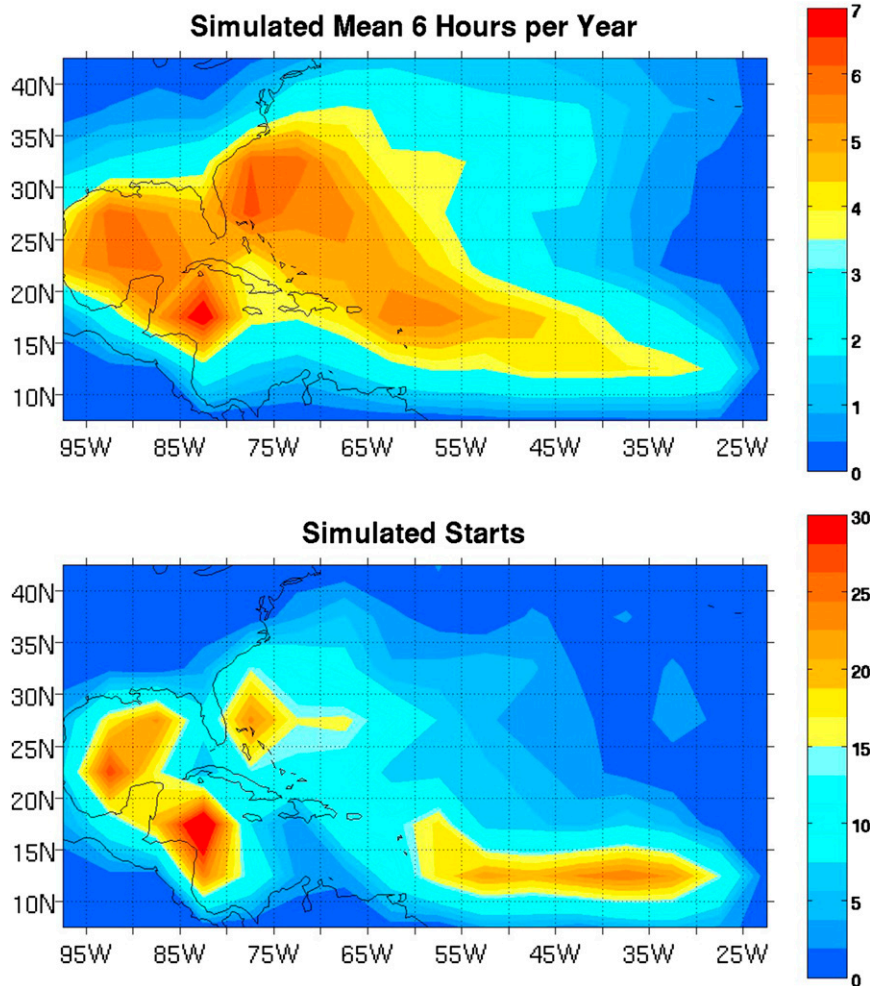 Simulated Mean 6 Hours per Year
40N
35N
30N
25N
20N
15N
10N
95W 85W 75W 65W 55W 45W 35W 25W
7
6
5
4
3
2
1
0
Simulated Starts
40N
35N
30N
25N
20N
15N
10N
95W 85W 75W 65W 55W 45W 35W 25W
30
25
20
15
10
5
0